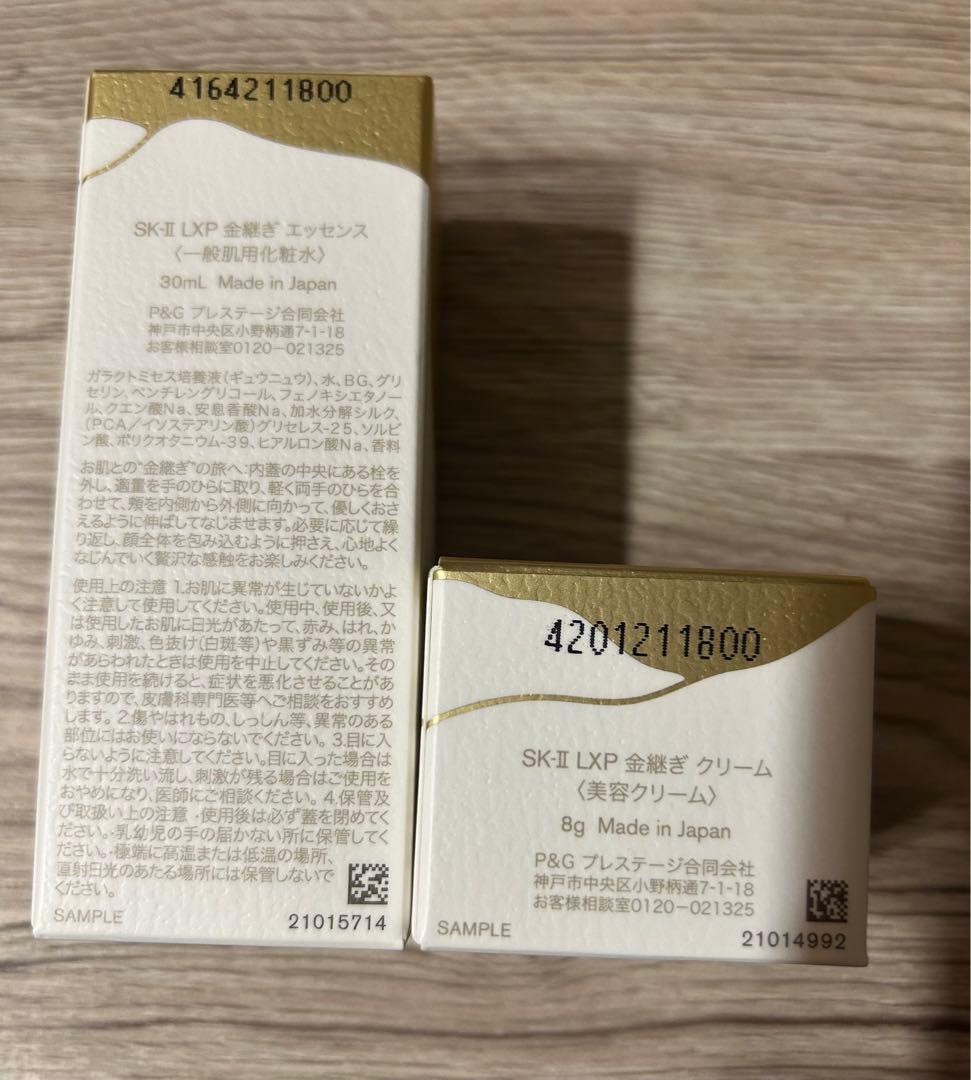 4164211800
SK-II LXP 金継ぎ エッセンス
〈一般肌用化粧水〉
30mL Made in Japan
P&G プレステージ合同会社
神戸市中央区小野柄通7-1-18
お客様相談室0120-021325
ガラクトミセス培養液(ギュウニュウ)、水、BG、グリ
セリン、ペンチレングリコール、フェノキシエタノー
ル、クエン酸Na、安息香酸Na、加水分解シルク、
(PCA/イソステアリン酸)グリセレス-25、ソルビ
ン酸、ポリクオタニウム-39、ヒアルロン酸Na、香料
お肌との“金継ぎ”の旅へ:内蓋の中央にある栓を
外し、適量を手のひらに取り、軽く両手のひらを合
わせて、頬を内側から外側に向かって、優しくおさ
えるように伸ばしてなじませます。必要に応じて繰
り返し、顔全体を包み込むように押さえ、心地よく
なじんでいく贅沢な感触をお楽しみください。
使用上の注意 1.お肌に異常が生じていないかよ
く注意して使用してください。使用中、使用後、又
は使用したお肌に日光があたって、赤み、はれ、か
ゆみ、刺激、色抜け(白斑等)や黒ずみ等の異常
があらわれたときは使用を中止してください。その
まま使用を続けると、症状を悪化させることがあ
りますので、皮膚科専門医等へご相談をおすすめ
します。2.傷やはれもの、しっしん等、異常のある
部位にはお使いにならないでください。3.目に入
らないように注意してください。目に入った場合は
水で十分洗い流し、刺激が残る場合はご使用を
おやめになり、医師にご相談ください。4.保管及
び取扱い上の注意・使用後は必ず蓋を閉めてく
ださい。・乳幼児の手の届かない所に保管してく
ださい。・極端に高温または低温の場所、
直射日光のあたる場所には保管しないで
ください。
SAMPLE
21015714
4201211800
SK-II LXP 金継ぎ クリーム
〈美容クリーム〉
8g Made in Japan
P&G プレステージ合同会社
神戸市中央区小野柄通7-1-18
お客様相談室0120-021325
SAMPLE
21014992